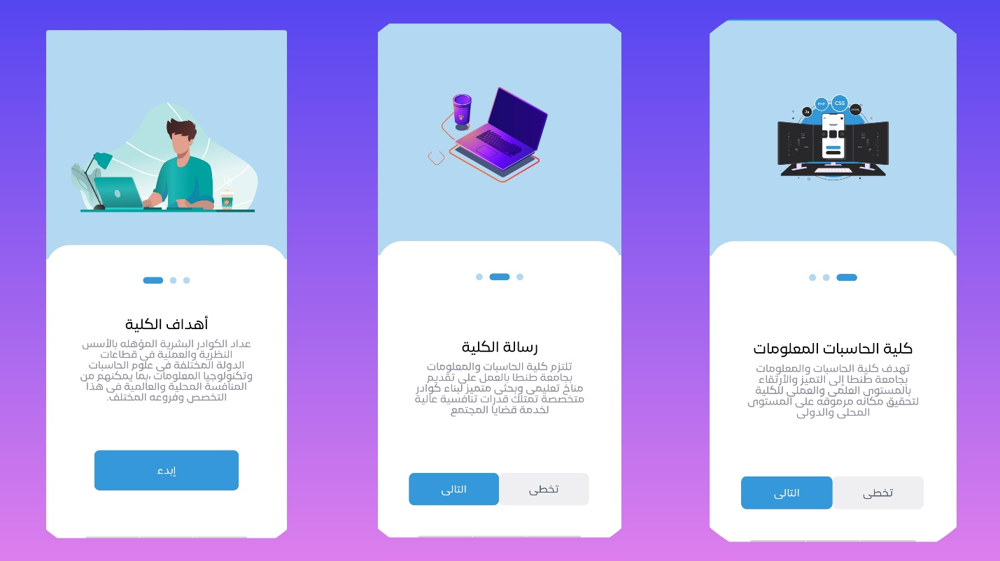 Js
PHP
CSS
HTML
كلية الحاسبات المعلومات
تهدف كلية الحاسبات والمعلومات
بجامعة طنطا إلى التميز والأرتقاء
بالمستوى العلمى والعملى للكلية
لتحقيق مكانه مرموقه على المستوى
المحلى والدولى
تخطى
التالى
رسالة الكلية
تلتزم كلية الحاسبات والمعلومات
بجامعة طنطا بالعمل على تقديم
مناخ تعليمى وبحثى متميز لبناء كوادر
متخصصة تمتلك قدرات تنافسية عالية
لخدمة قضايا المجتمع
تخطى
التالى
أهداف الكلية
عداد الكوادر البشرية المؤهله بالأسس
النظرية والعملية فى قطاعات
الدولة المختلفة فى علوم الحاسبات
وتكنولوجيا المعلومات ،بما يمكنهم من
المنافسة المحلية والعالمية فى هذا
التخصص وفروعه المختلف.
إبدء